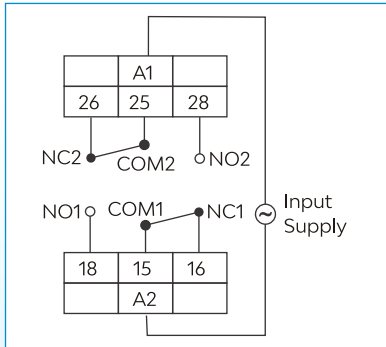 A1
26 25 28
NC2 COM2 NO2
NO1 COM1 NC1
Input
Supply
18 15 16
A2